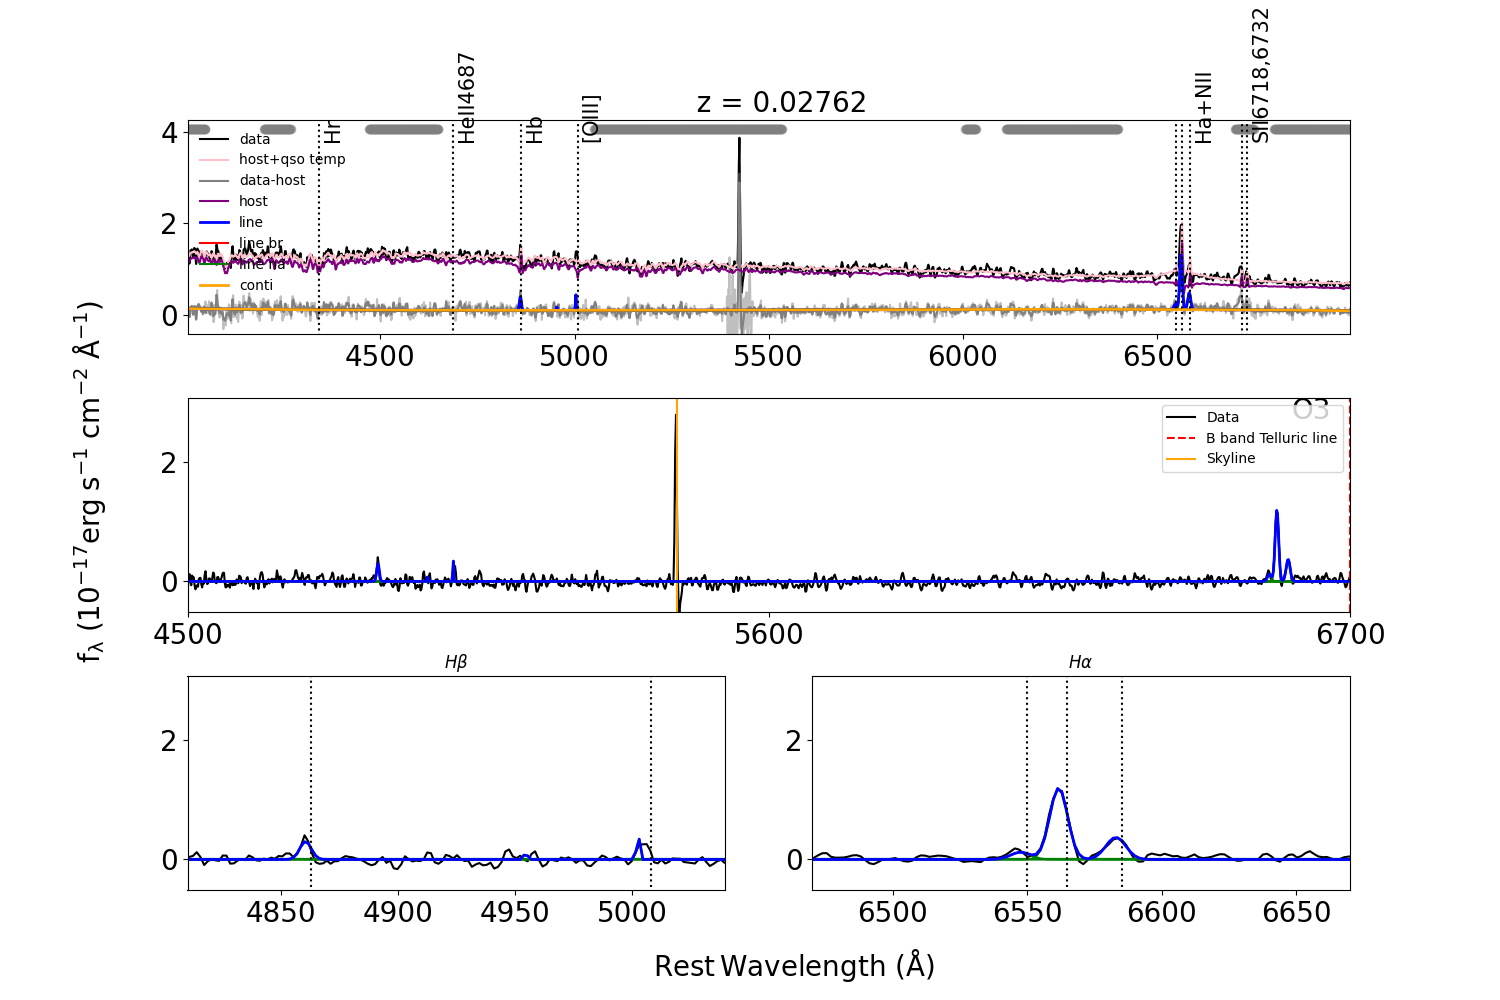 z = 0.02762
Hr
HeII4687
Hb
[OIII]
Ha+NII
SII6718,6732
data
host+qso temp
data-host
host
line
line br
line na
conti
4
2
0
4500
5000
5500
6000
6500
O3
Data
B band Telluric line
Skyline
2
0
4500
5600
6700
fλ (10⁻¹⁷erg s⁻¹ cm⁻² Å⁻¹)
Hβ
2
0
4850
4900
4950
5000
Hα
2
0
6500
6550
6600
6650
Rest Wavelength (Å)